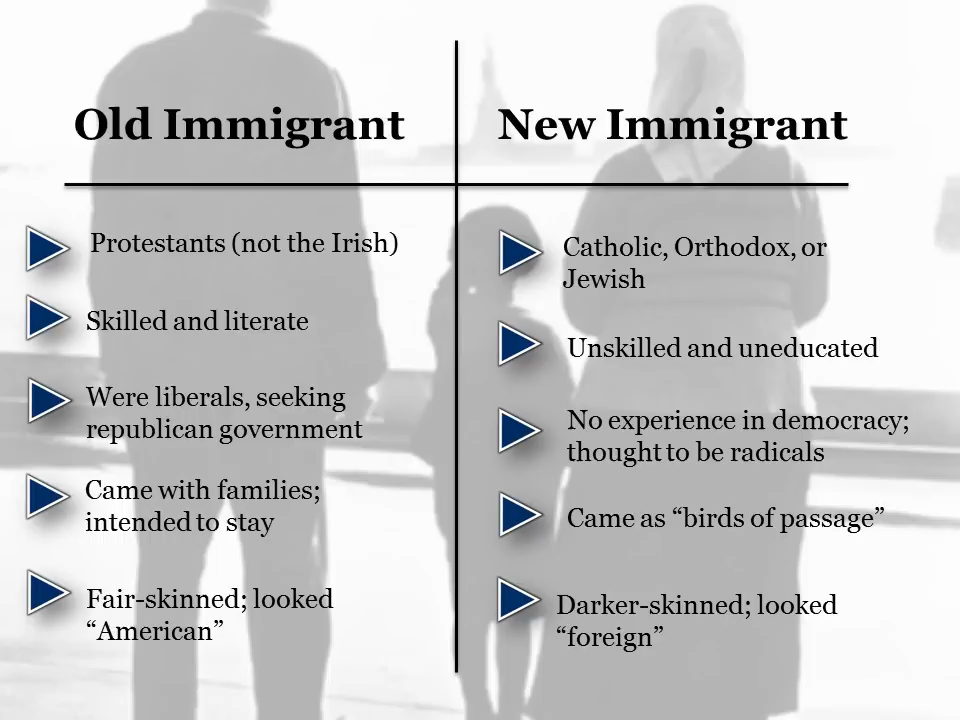 Old Immigrant
New Immigrant
Protestants (not the Irish)
Skilled and literate
Were liberals, seeking
republican government
Came with families;
intended to stay
Fair-skinned; looked
“American”
Catholic, Orthodox, or
Jewish
Unskilled and uneducated
No experience in democracy;
thought to be radicals
Came as “birds of passage”
Darker-skinned; looked
“foreign”